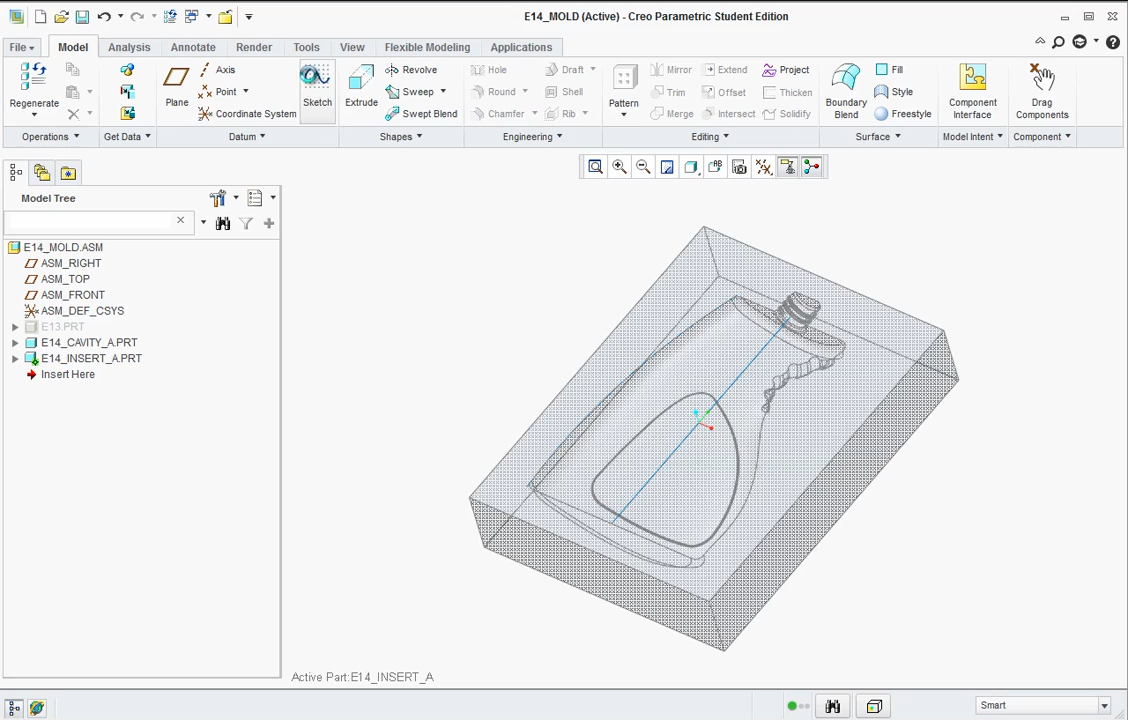 E14_MOLD (Active) - Creo Parametric Student Edition
File Model Analysis Annotate Render Tools View Flexible Modeling Applications
Regenerate
Operations
Get Data
Plane
Axis
Point
Coordinate System
Sketch
Datum
Extrude
Revolve
Sweep
Swept Blend
Shapes
Hole
Round
Chamfer
Draft
Shell
Rib
Engineering
Pattern
Mirror
Trim
Merge
Extend
Offset
Intersect
Project
Thicken
Solidify
Editing
Boundary
Blend
Fill
Style
Freestyle
Surface
Component
Interface
Model Intent
Drag
Components
Component
Model Tree
E14_MOLD.ASM
ASM_RIGHT
ASM_TOP
ASM_FRONT
ASM_DEF_CSYS
E13.PRT
E14_CAVITY_A.PRT
E14_INSERT_A.PRT
Insert Here
Active Part:E14_INSERT_A
Smart